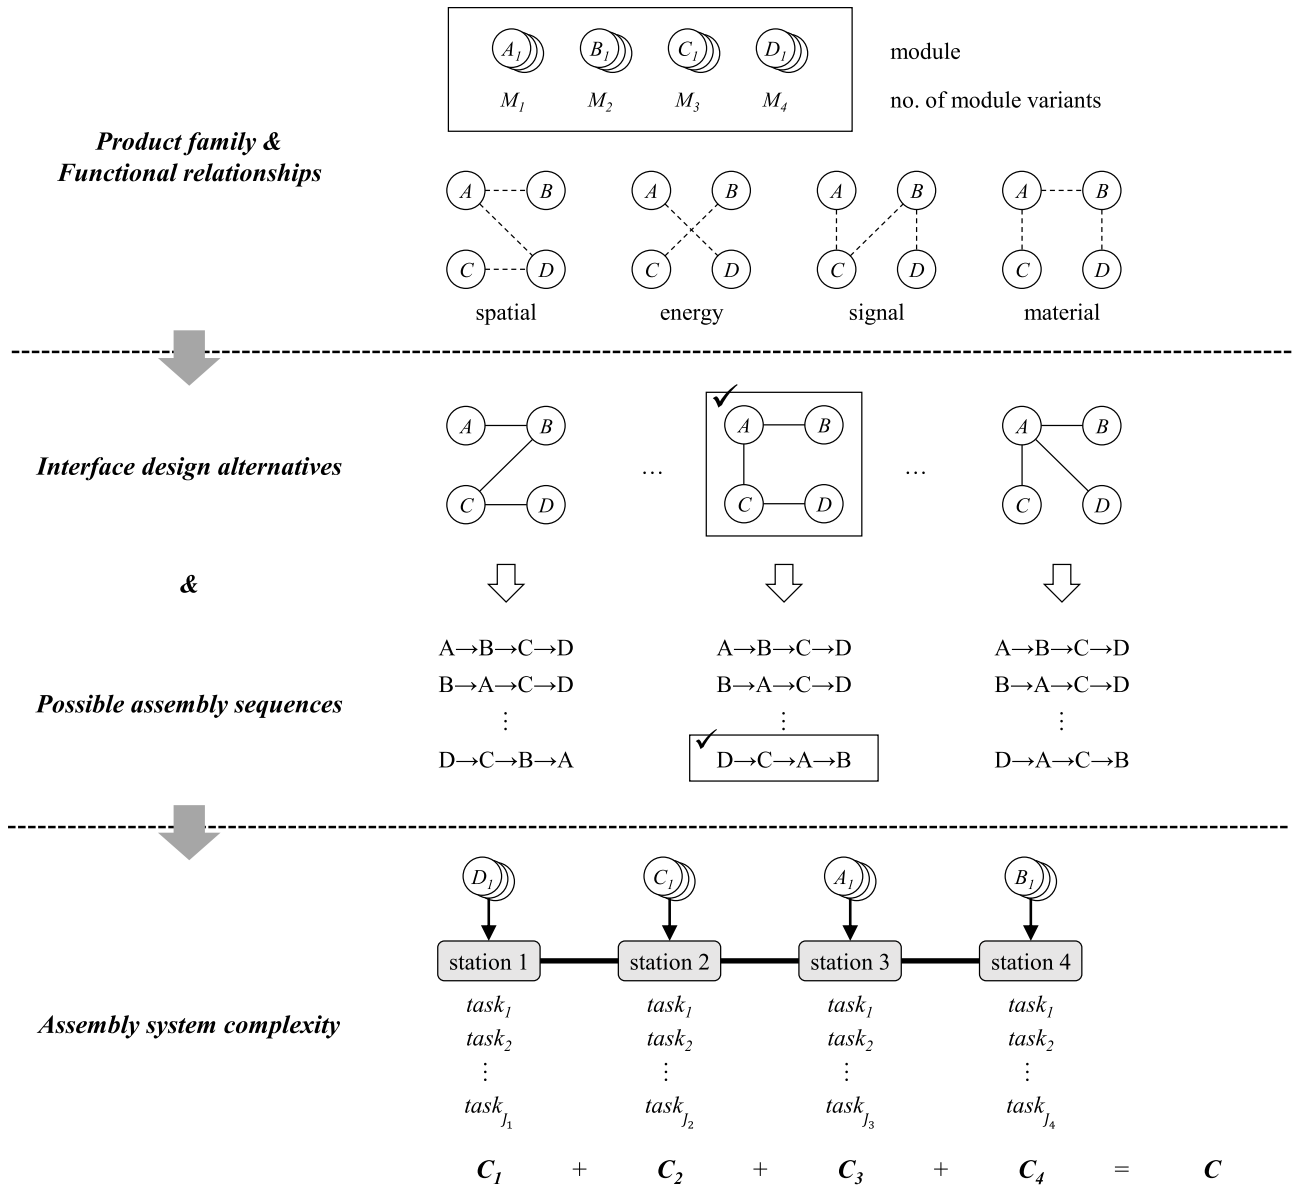 A1 B1 C1 D1 module
M1 M2 M3 M4 no. of module variants
Product family &
Functional relationships
A B A B A B A B
C D C D C D C D
spatial energy signal material
A B A B A B
Interface design alternatives
... ...
C D C D C D
&
A→B→C→D A→B→C→D A→B→C→D
B→A→C→D B→A→C→D B→A→C→D
Possible assembly sequences
⋮ ⋮ ⋮
D→C→B→A D→C→A→B D→A→C→B
D1 C1 A1 B1
station 1 station 2 station 3 station 4
task1 task1 task1 task1
Assembly system complexity
task2 task2 task2 task2
⋮ ⋮ ⋮ ⋮
taskJ1 taskJ2 taskJ3 taskJ4
C1 + C2 + C3 + C4 = C